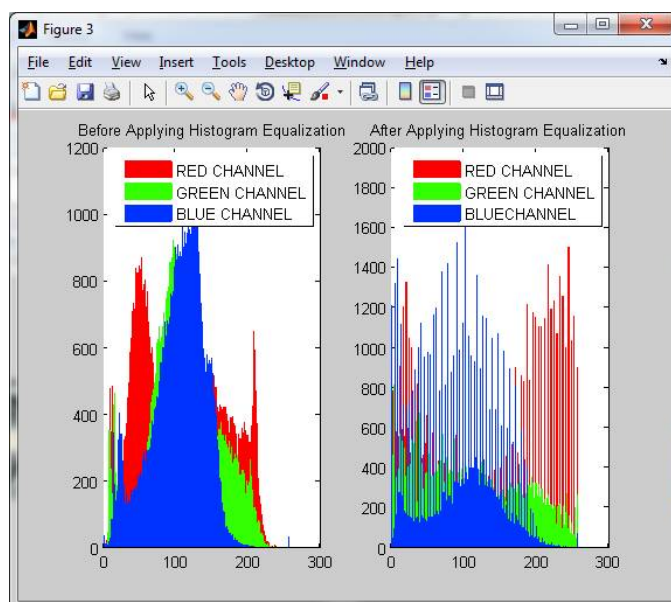 Figure 3
File Edit View Insert Tools Desktop Window Help
Before Applying Histogram Equalization
1200
1000
800
600
400
200
0
0 100 200 300
RED CHANNEL
GREEN CHANNEL
BLUE CHANNEL
After Applying Histogram Equalization
2000
1800
1600
1400
1200
1000
800
600
400
200
0
0 100 200 300
RED CHANNEL
GREEN CHANNEL
BLUECHANNEL